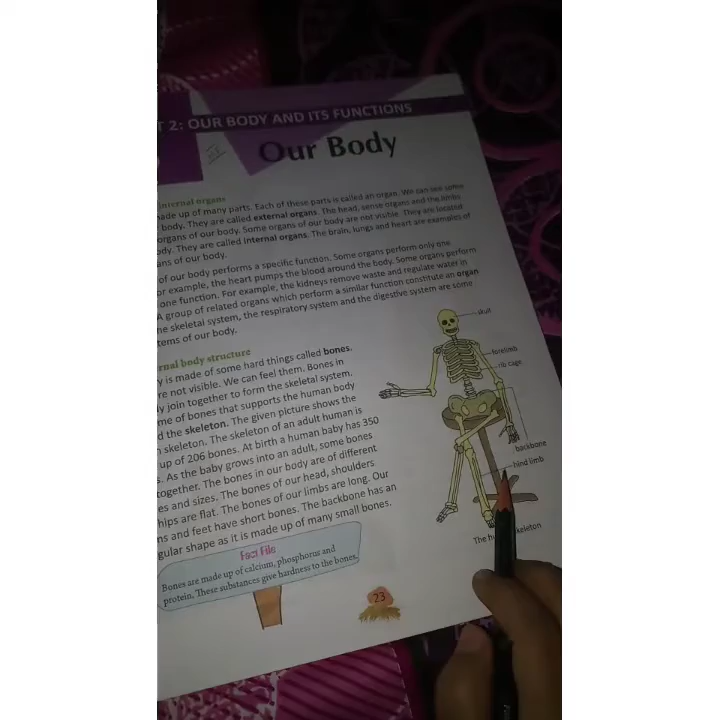 T 2: OUR BODY AND ITS FUNCTIONS
Our Body
internal organs
made up of many parts. Each of these parts is called an organ. We can see some
body. They are called external organs. The head, sense organs and the limbs
organs of our body. Some organs of our body are not visible. They are located
ody. They are called internal organs. The brain, lungs and heart are examples of
ans of our body.
of our body performs a specific function. Some organs perform only one
or example, the heart pumps the blood around the body. Some organs perform
one function. For example, the kidneys remove waste and regulate water in
A group of related organs which perform a similar function constitute an organ
he skeletal system, the respiratory system and the digestive system are some
tems of our body.
rnal body structure
y is made of some hard things called bones.
re not visible. We can feel them. Bones in
ly join together to form the skeletal system.
me of bones that supports the human body
d the skeleton. The given picture shows the
n skeleton. The skeleton of an adult human is
up of 206 bones. At birth a human baby has 350
s. As the baby grows into an adult, some bones
together. The bones in our body are of different
es and sizes. The bones of our head, shoulders
hips are flat. The bones of our limbs are long. Our
ns and feet have short bones. The backbone has an
gular shape as it is made up of many small bones.
skull
forelimb
rib cage
backbone
hind limb
The hu keleton
Fact File
Bones are made up of calcium, phosphorus and
protein. These substances give hardness to the bones.
23